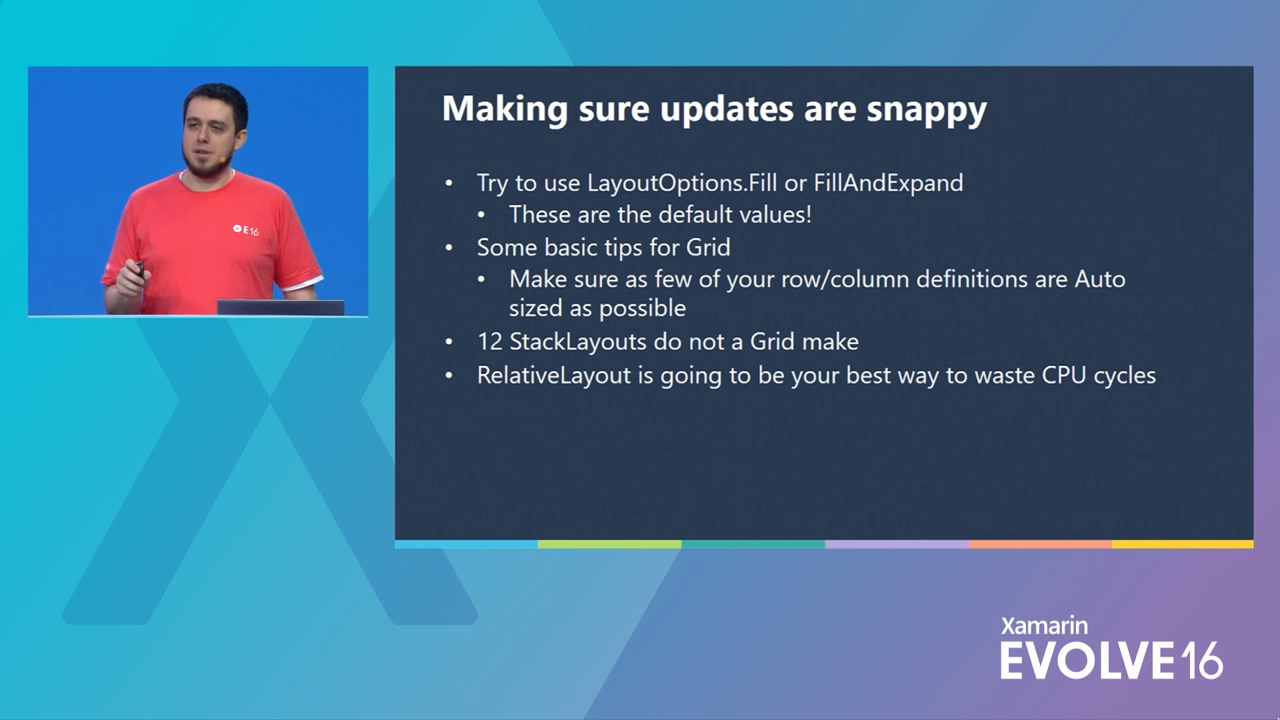 Making sure updates are snappy
• Try to use LayoutOptions.Fill or FillAndExpand
• These are the default values!
• Some basic tips for Grid
• Make sure as few of your row/column definitions are Auto
sized as possible
• 12 StackLayouts do not a Grid make
• RelativeLayout is going to be your best way to waste CPU cycles
E16
Xamarin
EVOLVE16